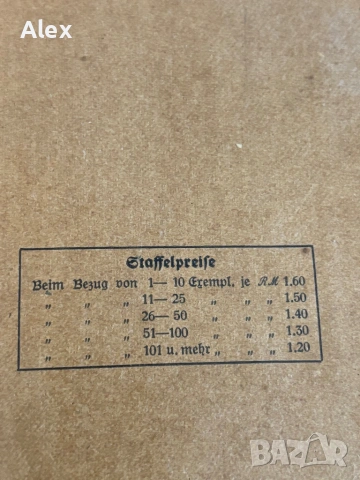 Alex
Staffelpreise
Beim Bezug von 1— 10 Exempl. je RM 1.60
„ „ „ 11— 25 „ „ „ 1.50
„ „ „ 26— 50 „ „ „ 1.40
„ „ „ 51—100 „ „ „ 1.30
„ „ „ 101 u. mehr „ „ „ 1.20
BAZAR